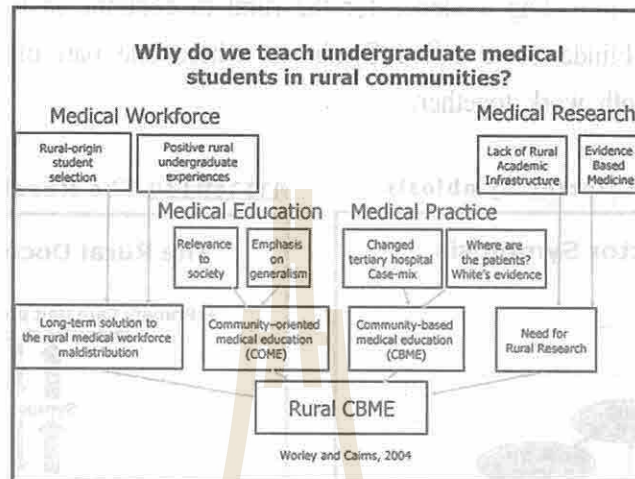 Why do we teach undergraduate medical
students in rural communities?
Medical Workforce
Medical Research
Rural-origin
student
selection
Positive rural
undergraduate
experiences
Lack of Rural
Academic
Infrastructure
Evidence
Based
Medicine
Medical Education
Medical Practice
Relevance
to
society
Emphasis
on
generalism
Changed
tertiary hospital
Case-mix
Where are
the patients?
White's evidence
Long-term solution to
the rural medical workforce
maldistribution
Community-oriented
medical education
(COME)
Community-based
medical education
(CBME)
Need for
Rural Research
Rural CBME
Worley and Cairns, 2004